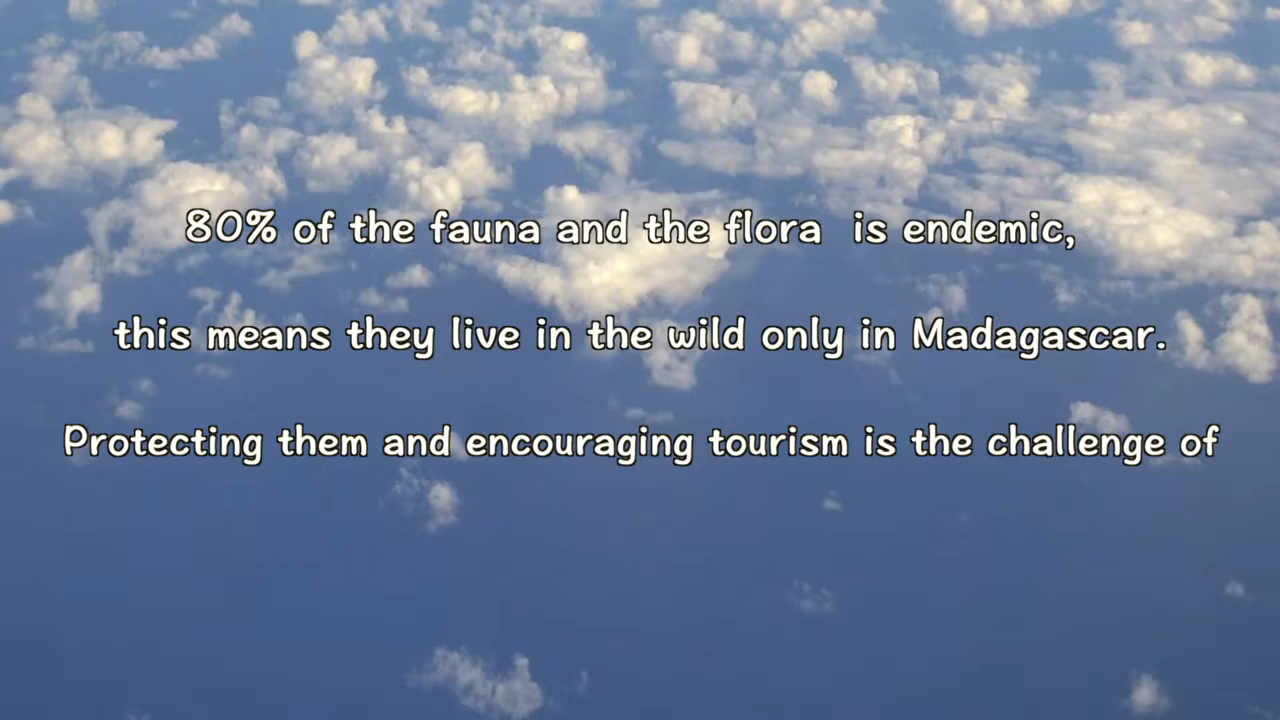 80% of the fauna and the flora  is endemic,
this means they live in the wild only in Madagascar.
Protecting them and encouraging tourism is the challenge of